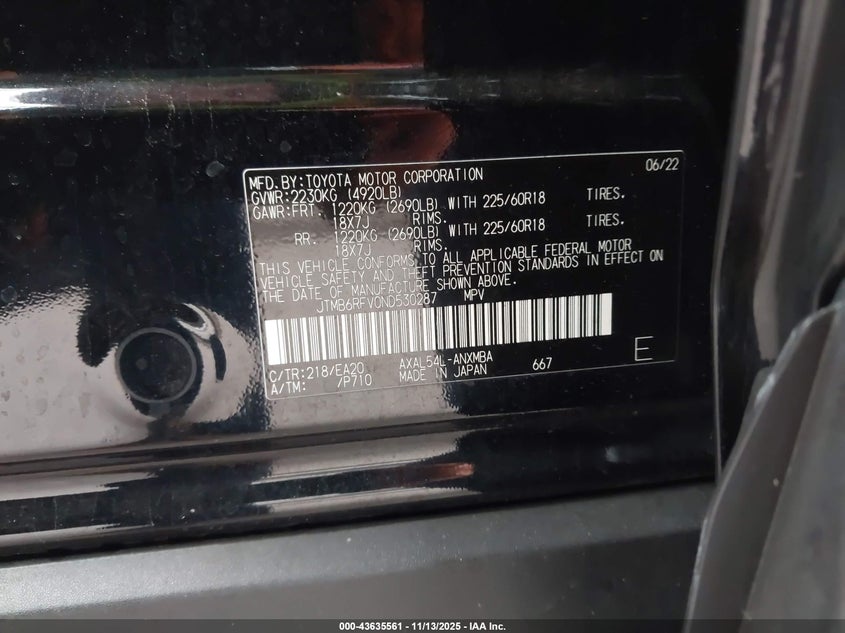 06/22
MFD. BY:TOYOTA MOTOR CORPORATION
GVWR:2230KG (4920LB)
GAWR:FRT. 1220KG (2690LB) WITH 225/60R18 TIRES.
18X7J RIMS.
RR. 1220KG (2690LB) WITH 225/60R18 TIRES.
18X7J RIMS.
THIS VEHICLE CONFORMS TO ALL APPLICABLE FEDERAL MOTOR
VEHICLE SAFETY AND THEFT PREVENTION STANDARDS IN EFFECT ON
THE DATE OF MANUFACTURE SHOWN ABOVE.
JTMB6RFV0ND530287 MPV
C/TR:218/EA20 AXAL54L-ANXMBA 667 E
A/TM: /P710 MADE IN JAPAN
000-43635561 - 11/13/2025 - IAA Inc.